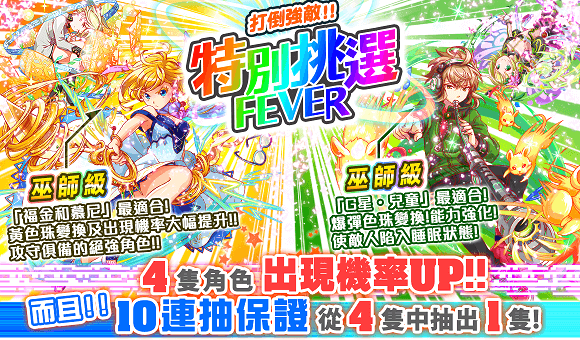 打倒強敵!!
特別挑選
FEVER
巫師級
「福金和慕尼」最適合!
黃色珠變換及出現機率大幅提升!!
攻守俱備的絕強角色!!
巫師級
「6星・兒童」最適合!
爆彈色珠變換!能力強化!
使敵人陷入睡眠狀態!
4隻角色 出現機率UP!!
而且!!
10連抽保證 從4隻中抽出1隻!